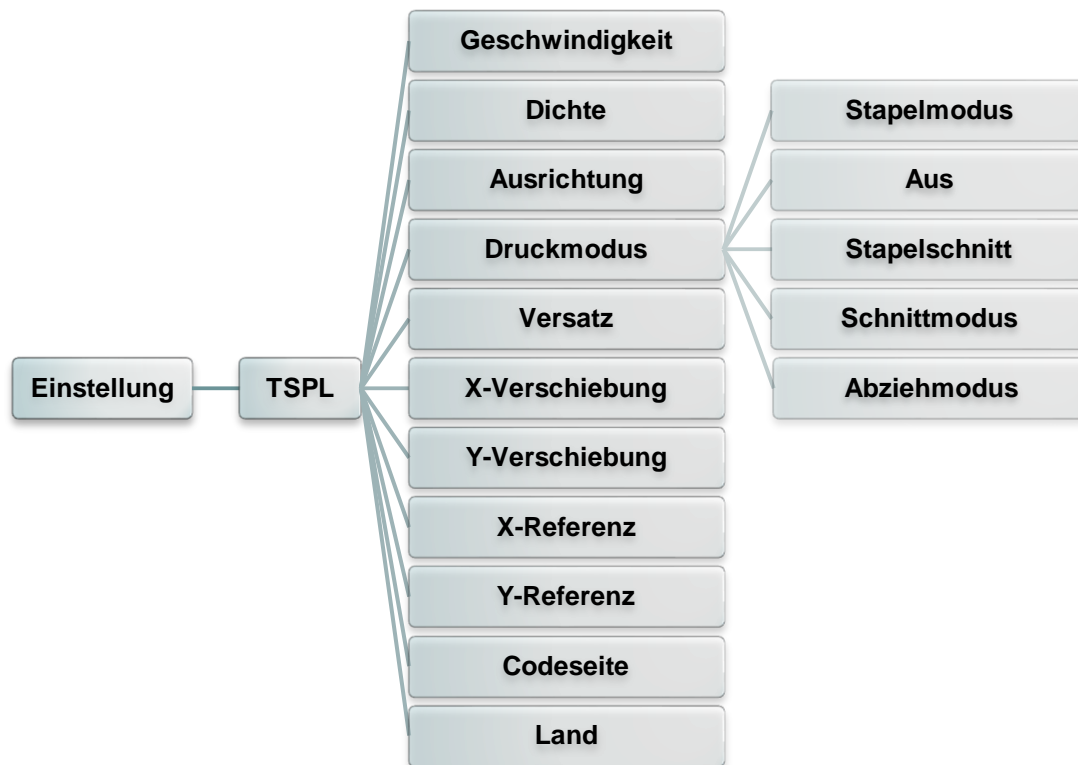 Einstellung
TSPL
Geschwindigkeit
Dichte
Ausrichtung
Druckmodus
Versatz
X-Verschiebung
Y-Verschiebung
X-Referenz
Y-Referenz
Codeseite
Land
Stapelmodus
Aus
Stapelschnitt
Schnittmodus
Abziehmodus